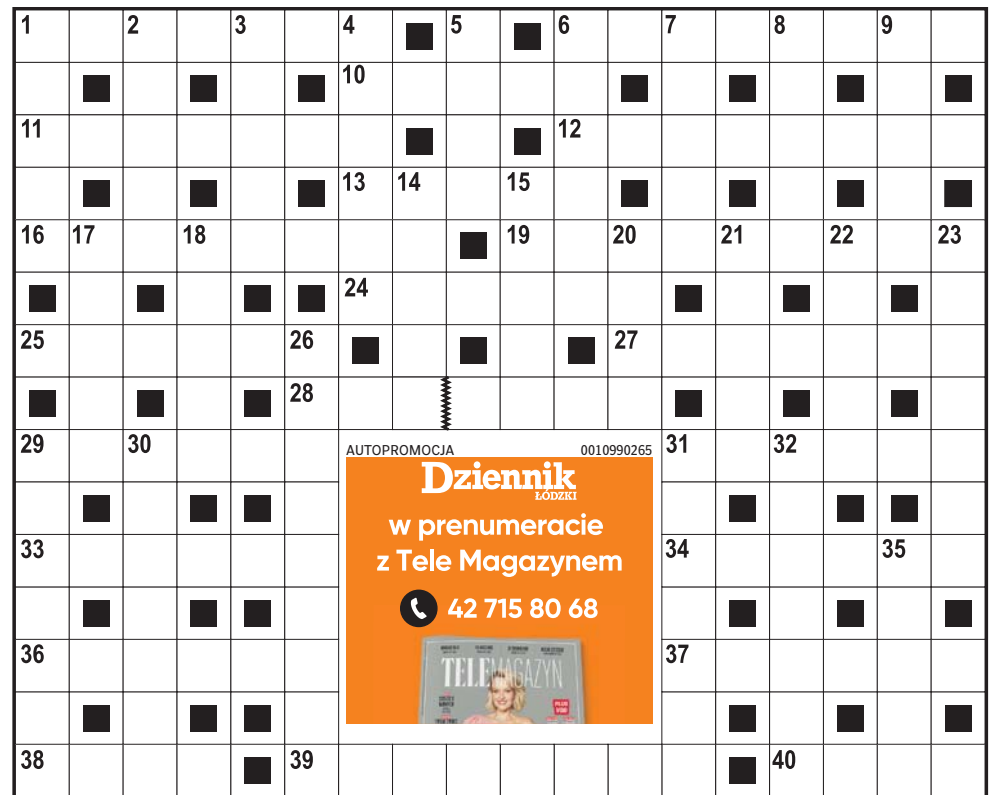 1 2 3 4 5 6 7 8 9
10
11 12
13 14 15
16 17 18 19 20 21 22 23
24
25 26 27
28
29 30 31 32
AUTOPROMOCJA 0010990265
Dziennik
ŁÓDZKI
w prenumeracie
z Tele Magazynem
33 34 35
42 715 80 68
36 37
TELEMAGAZYN
38 39 40